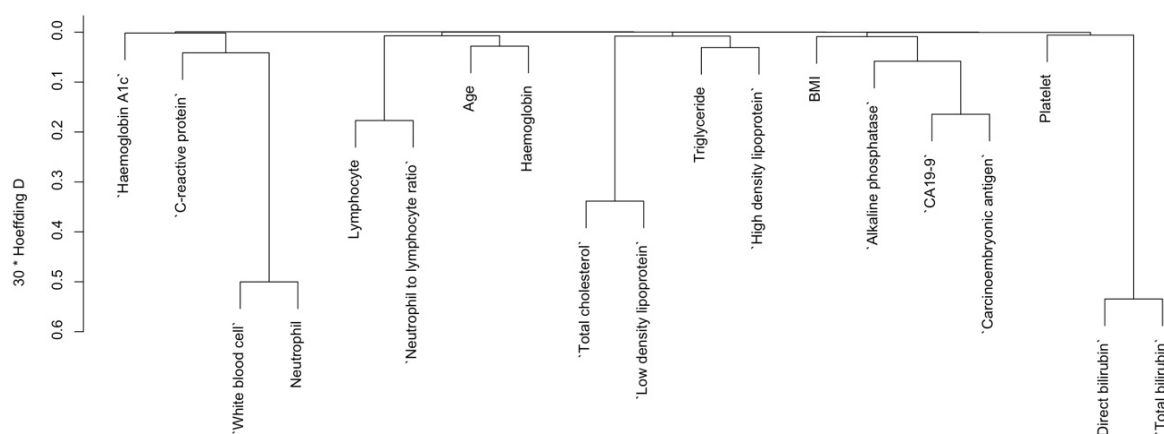 30 * Hoeffding D
0.0
0.1
0.2
0.3
0.4
0.5
0.6
`Haemoglobin A1c`
`C-reactive protein`
`White blood cell`
Neutrophil
Lymphocyte
`Neutrophil to lymphocyte ratio`
Age
Haemoglobin
`Total cholesterol`
`Low density lipoprotein`
Triglyceride
`High density lipoprotein`
BMI
`Alkaline phosphatase`
`CA19-9`
`Carcinoembryonic antigen`
Platelet
Direct bilirubin`
`Total bilirubin`